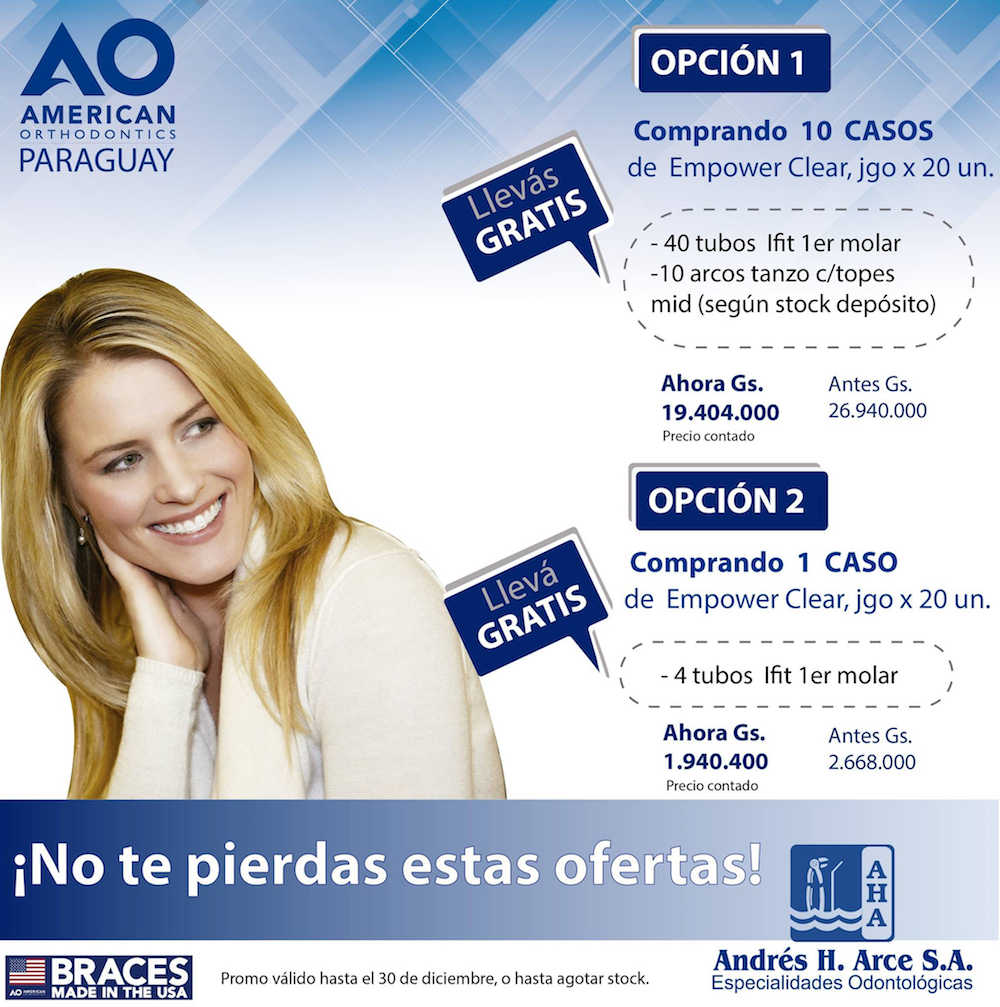 AO
AMERICAN
ORTHODONTICS
PARAGUAY
OPCIÓN 1
Comprando 10 CASOS
de Empower Clear, jgo x 20 un.
Llevás
GRATIS
- 40 tubos Ifit 1er molar
-10 arcos tanzo c/topes
mid (según stock depósito)
Ahora Gs.
19.404.000
Precio contado
Antes Gs.
26.940.000
OPCIÓN 2
Comprando 1 CASO
de Empower Clear, jgo x 20 un.
Llevá
GRATIS
- 4 tubos Ifit 1er molar
Ahora Gs.
1.940.400
Precio contado
Antes Gs.
2.668.000
¡No te pierdas estas ofertas!
AHA
Andrés H. Arce S.A.
Especialidades Odontológicas
AO AMERICAN
BRACES
MADE IN THE USA
Promo válido hasta el 30 de diciembre, o hasta agotar stock.